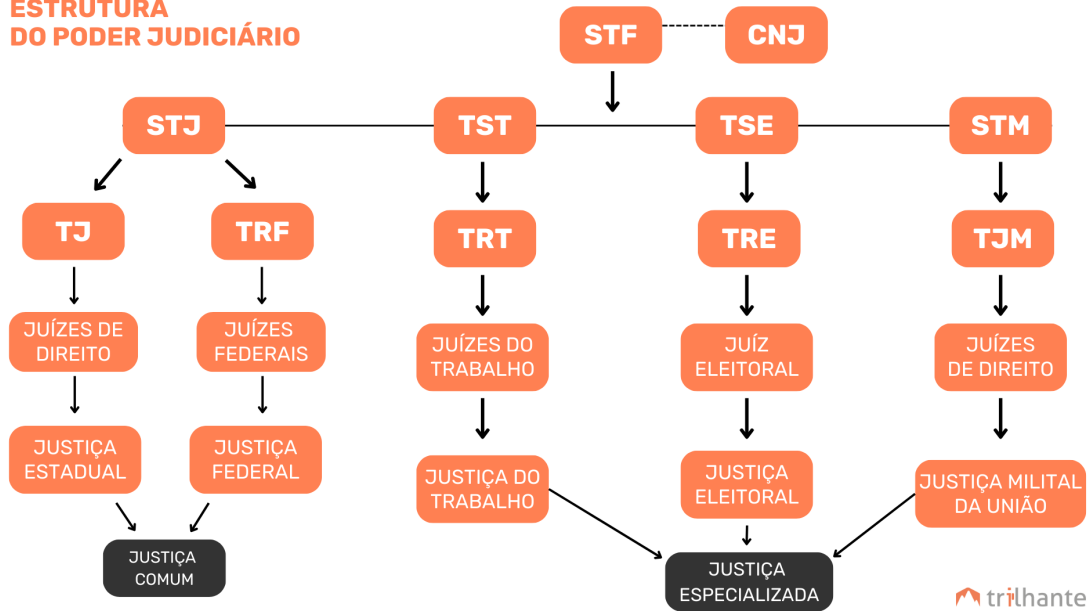 ESTRUTURA
DO PODER JUDICIÁRIO
STF
CNJ
STJ
TST
TSE
STM
TJ
TRF
TRT
TRE
TJM
JUÍZES DE
DIREITO
JUÍZES
FEDERAIS
JUÍZES DO
TRABALHO
JUÍZ
ELEITORAL
JUÍZES
DE DIREITO
JUSTIÇA
ESTADUAL
JUSTIÇA
FEDERAL
JUSTIÇA DO
TRABALHO
JUSTIÇA
ELEITORAL
JUSTIÇA MILITAL
DA UNIÃO
JUSTIÇA
COMUM
JUSTIÇA
ESPECIALIZADA
trilhante